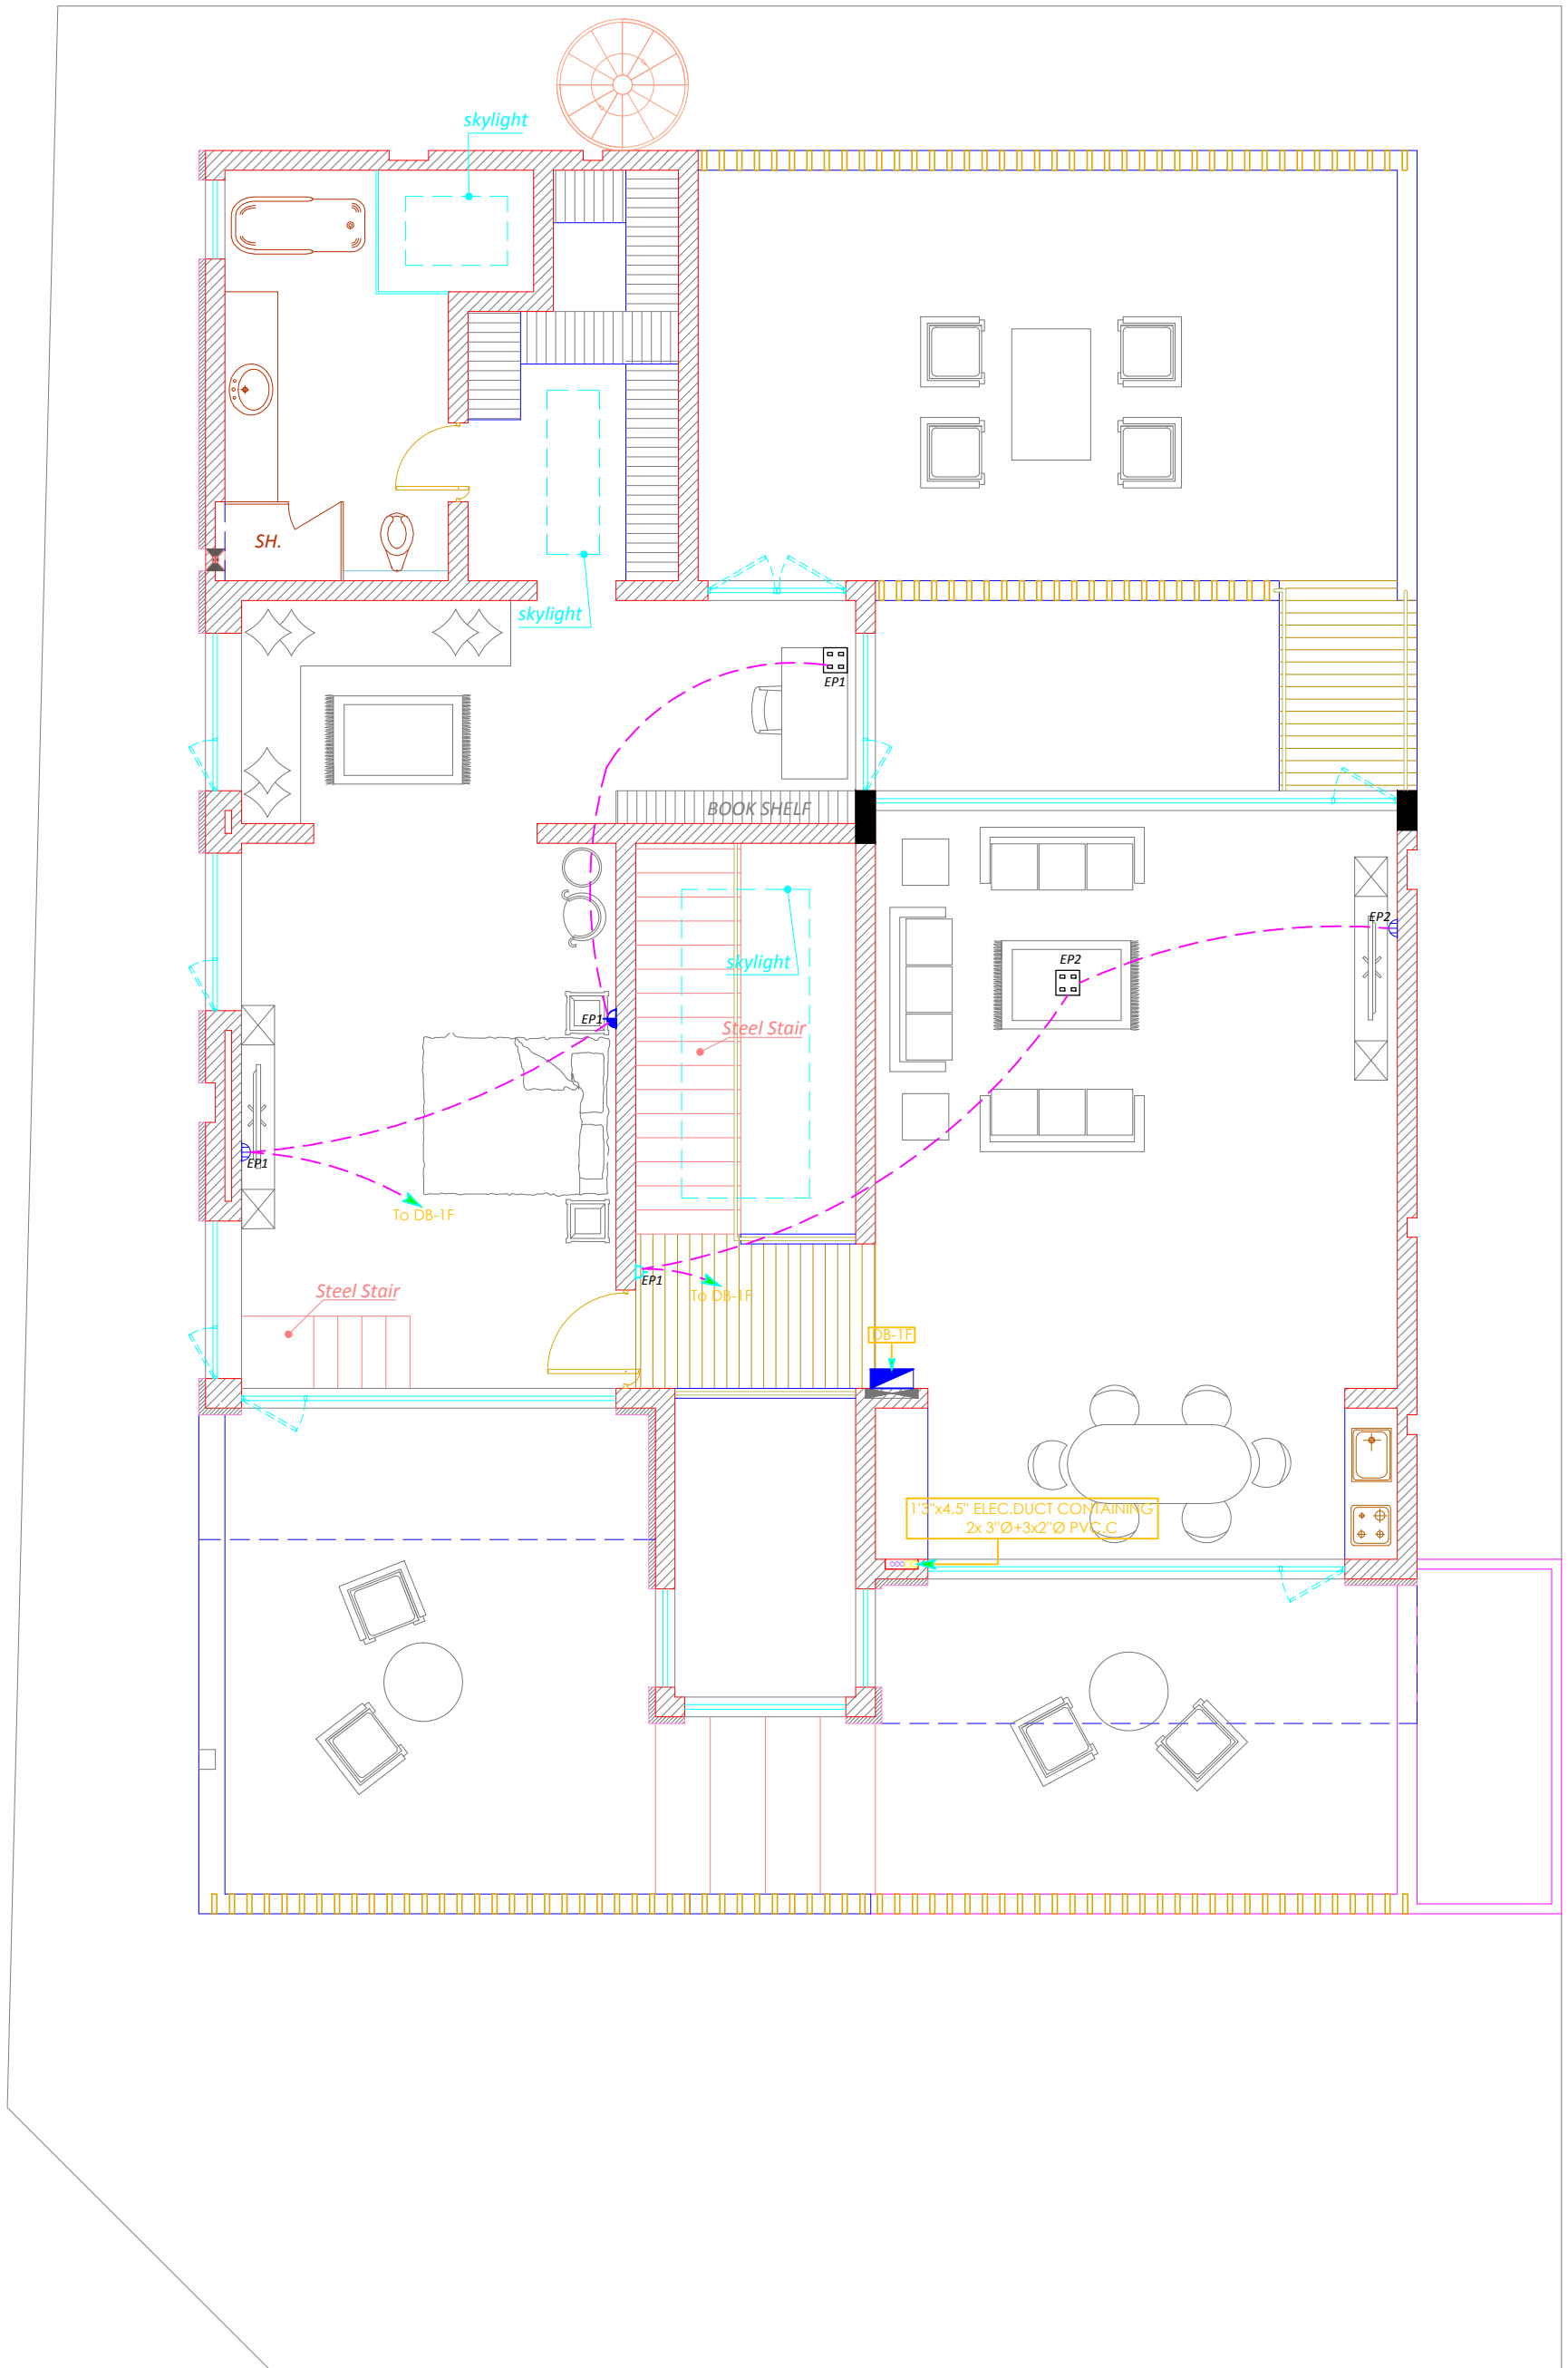 skylight
SH.
skylight
EP1
BOOK SHELF
EP2
EP2
skylight
EP1
Steel Stair
EP1
To DB-1F
EP1
Steel Stair
To DB-1F
DB-1F
1'3"x4.5" ELEC.DUCT CONTAINING
2x 3"Ø+3x2"Ø PVC.C